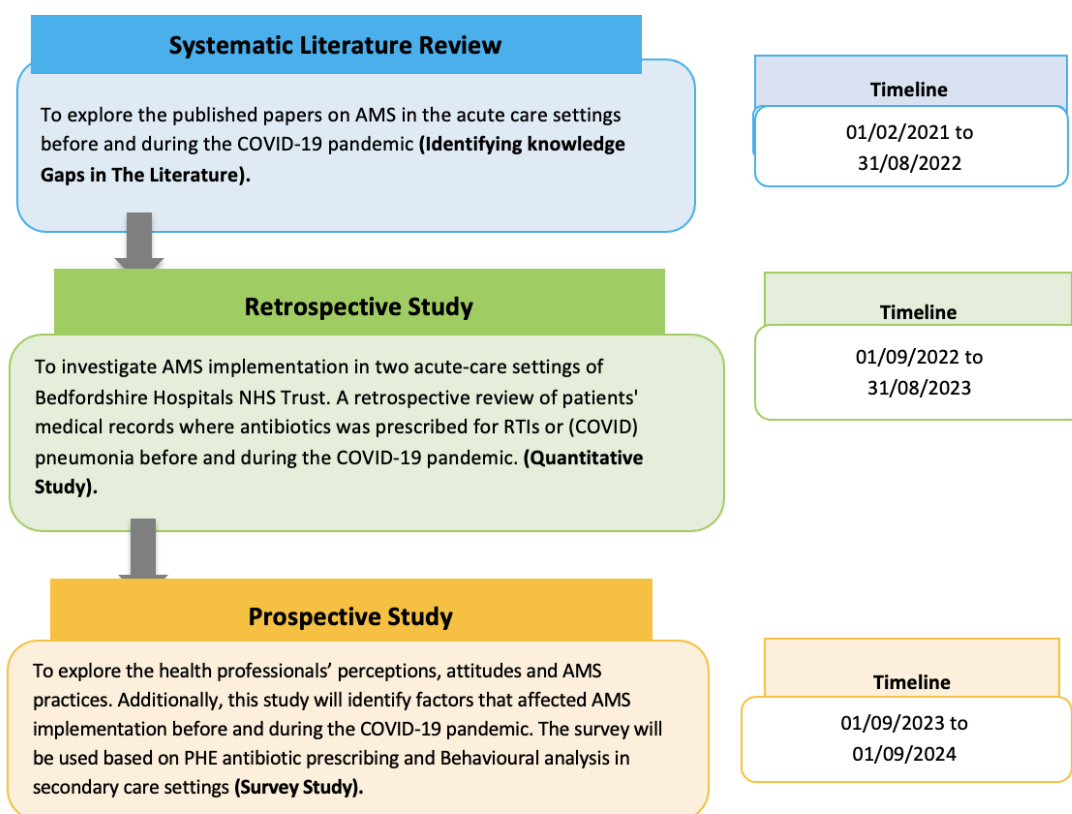 Systematic Literature Review
To explore the published papers on AMS in the acute care settings
before and during the COVID-19 pandemic (Identifying knowledge
Gaps in The Literature).
Timeline
01/02/2021 to
31/08/2022
Retrospective Study
To investigate AMS implementation in two acute-care settings of
Bedfordshire Hospitals NHS Trust. A retrospective review of patients'
medical records where antibiotics was prescribed for RTIs or (COVID)
pneumonia before and during the COVID-19 pandemic. (Quantitative
Study).
Timeline
01/09/2022 to
31/08/2023
Prospective Study
To explore the health professionals’ perceptions, attitudes and AMS
practices. Additionally, this study will identify factors that affected AMS
implementation before and during the COVID-19 pandemic. The survey will
be used based on PHE antibiotic prescribing and Behavioural analysis in
secondary care settings (Survey Study).
Timeline
01/09/2023 to
01/09/2024